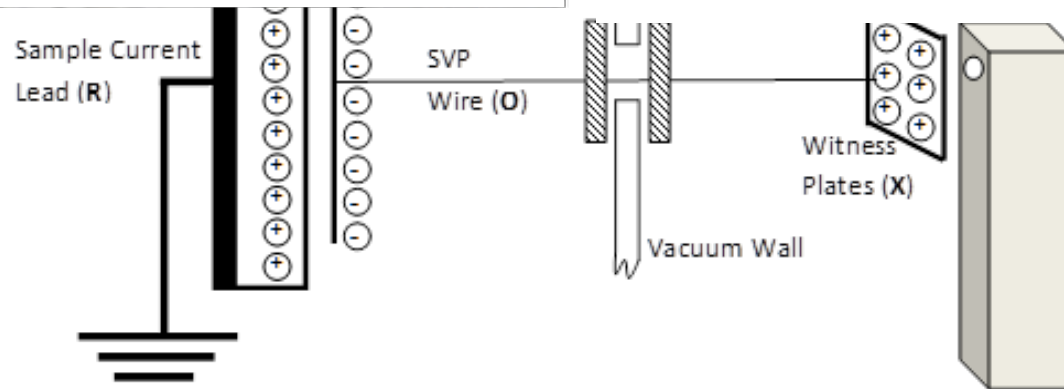 Sample Current
Lead (R)
SVP
Wire (O)
Witness
Plates (X)
Vacuum Wall